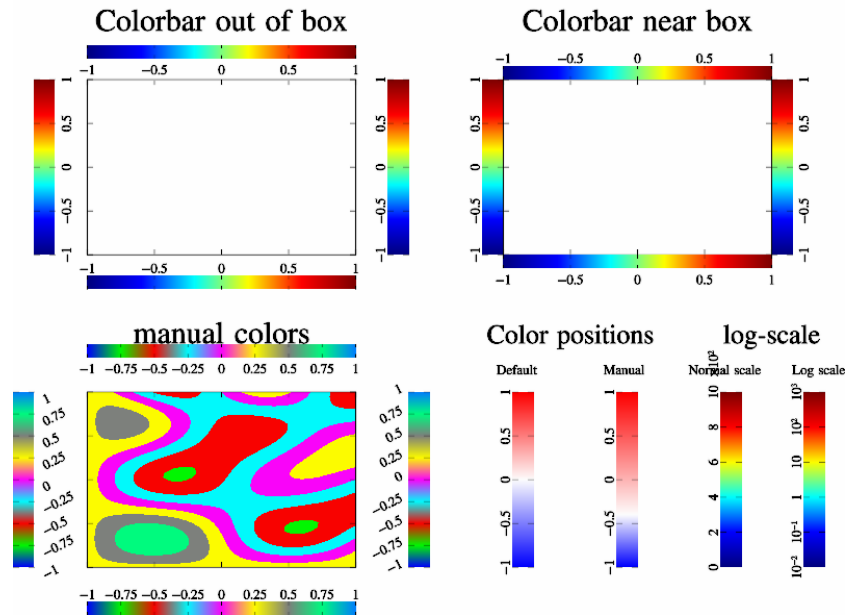 Colorbar out of box
−1 −0.5 0 0.5 1
1 0.5 0 −0.5 −1
1 0.5 0 −0.5 −1
−1 −0.5 0 0.5 1
Colorbar near box
−1 −0.5 0 0.5 1
1 0.5 0 −0.5 −1
1 0.5 0 −0.5 −1
−1 −0.5 0 0.5 1
manual colors
−1 −0.75 −0.5 −0.25 0 0.25 0.5 0.75 1
1 0.75 0.5 0.25 0 −0.25 −0.5 −0.75 −1
1 0.75 0.5 0.25 0 −0.25 −0.5 −0.75 −1
−1 −0.75 −0.5 −0.25 0 0.25 0.5 0.75 1
Color positions
Default
1 0.5 0 −0.5 −1
Manual
1 0.5 0 −0.5 −1
log-scale
Normal scale
10 8 6 4 2 0
Log scale
10³ 10² 10 1 10⁻¹ 10⁻²